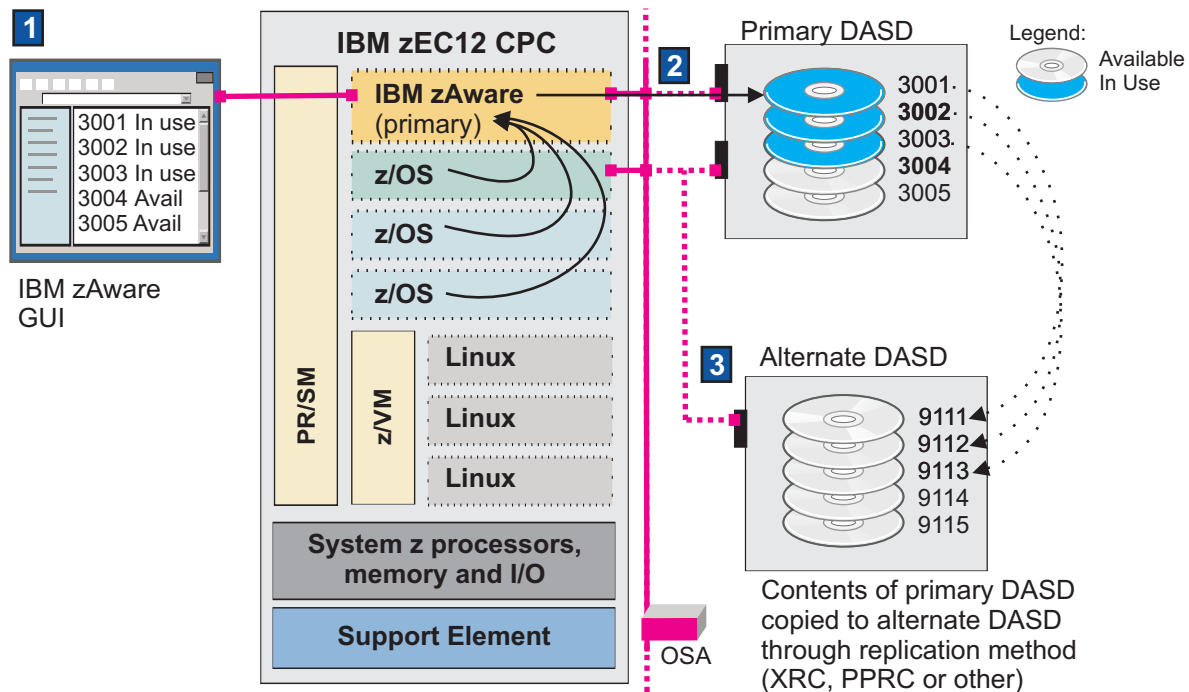 1
3001 In use
3002 In use
3003 In use
3004 Avail
3005 Avail
IBM zAware
GUI
IBM zEC12 CPC
PR/SM
IBM zAware
(primary)
z/OS
z/OS
z/OS
z/VM
Linux
Linux
Linux
System z processors,
memory and I/O
Support Element
OSA
2
Primary DASD
3001
3002
3003
3004
3005
Legend:
Available
In Use
3
Alternate DASD
9111
9112
9113
9114
9115
Contents of primary DASD
copied to alternate DASD
through replication method
(XRC, PPRC or other)